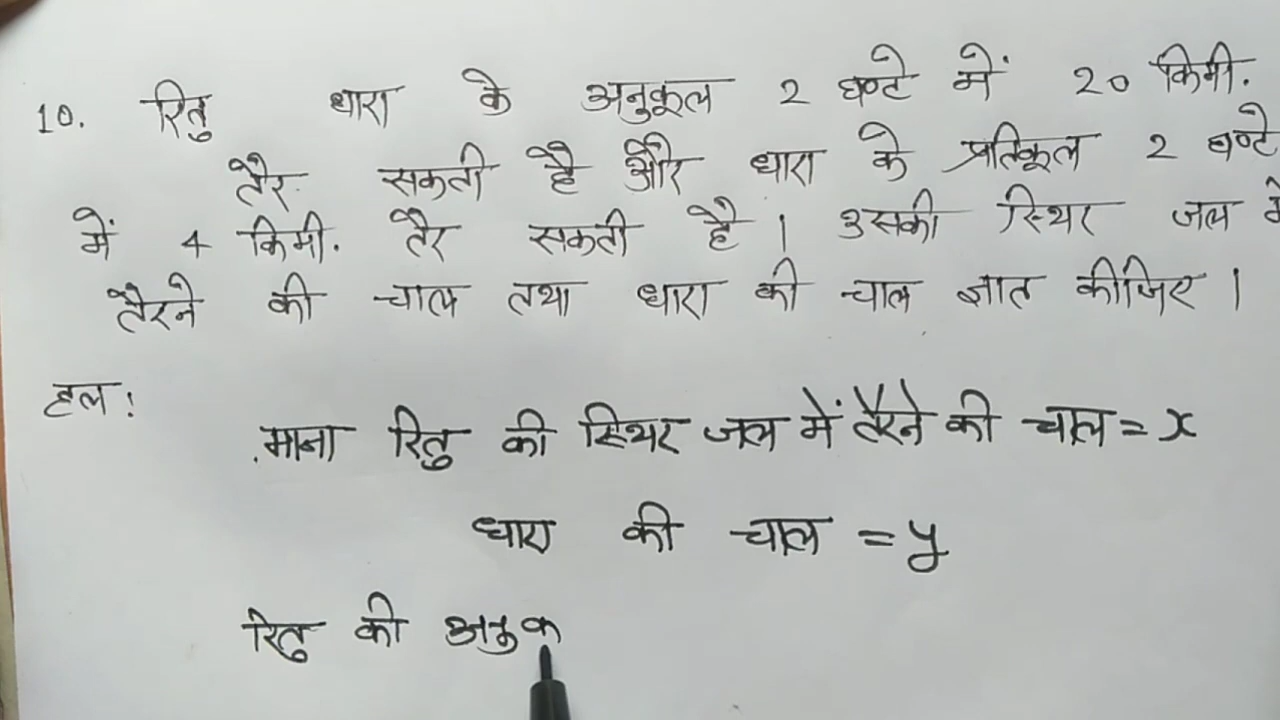 10. रितु धारा के अनुकूल 2 घण्टे में 20 किमी.
तैर सकती है और धारा के प्रतिकूल 2 घण्टे
में 4 किमी. तैर सकती है । उसकी स्थिर जल में
तैरने की चाल तथा धारा की चाल ज्ञात कीजिए ।
हल :
माना रितु की स्थिर जल में तैरने की चाल = x
धारा की चाल = y
रितु की अनुक